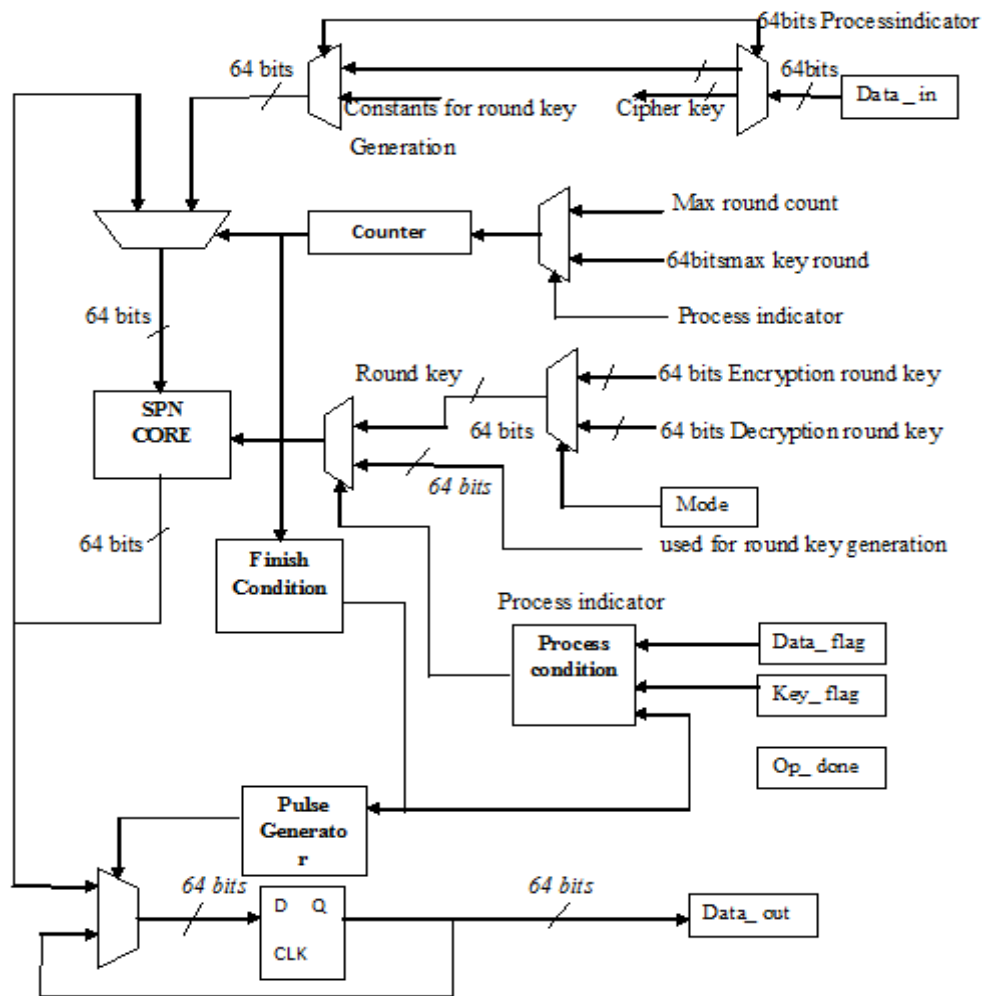 64bits Processindicator
64 bits
64bits
Data_ in
Constants for round key
Cipher key
Generation
Max round count
Counter
64bitsmax key round
64 bits
Process indicator
Round key
64 bits Encryption round key
SPN
CORE
64 bits
64 bits Decryption round key
64 bits
Mode
64 bits
used for round key generation
Finish
Condition
Process indicator
Process
condition
Data_ flag
Key_ flag
Op_ done
Pulse
Generato
r
64 bits
64 bits
D Q
CLK
Data_ out